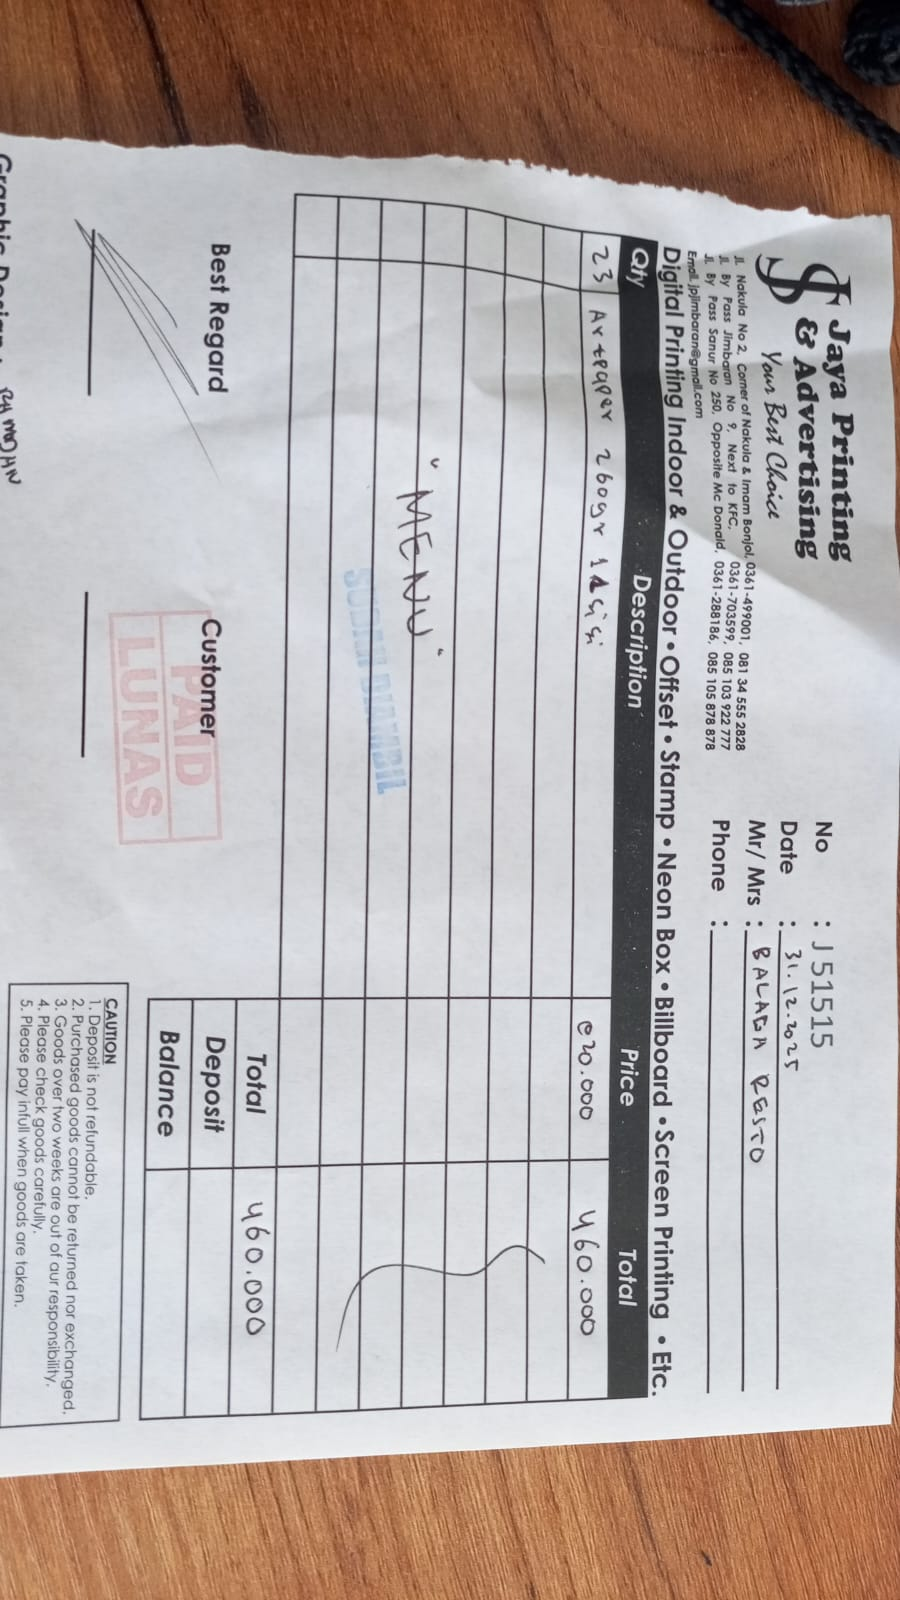 Jaya Printing
& Advertising
Your Best Choice
Jl. Nakula No 2, Corner of Nakula & Imam Bonjol, 0361-499001, 081 34 555 2828
Jl. By Pass Jimbaran No 9, Next to KFC, 0361-703599, 085 103 922 777
Jl. By Pass Sanur No 250, Opposite Mc Donald, 0361-288186, 085 105 878 878
Email. jpjimbaran@gmail.com
No : J 51515
Date : 31.12.2025
Mr/ Mrs : BALAGA RESTO
Phone :
Digital Printing Indoor & Outdoor • Offset • Stamp • Neon Box • Billboard • Screen Printing • Etc.
Qty Description Price Total
23 Artpaper 260gr 1 sisi @20.000 460.000
"MENU"
SUDAH DIAMBIL
Total 460.000
Deposit
Balance
Best Regard
Customer
PAID
LUNAS
CAUTION
1. Deposit is not refundable.
2. Purchased goods cannot be returned nor exchanged.
3. Goods over two weeks are out of our responsibility.
4. Please check goods carefully.
5. Please pay infull when goods are taken.